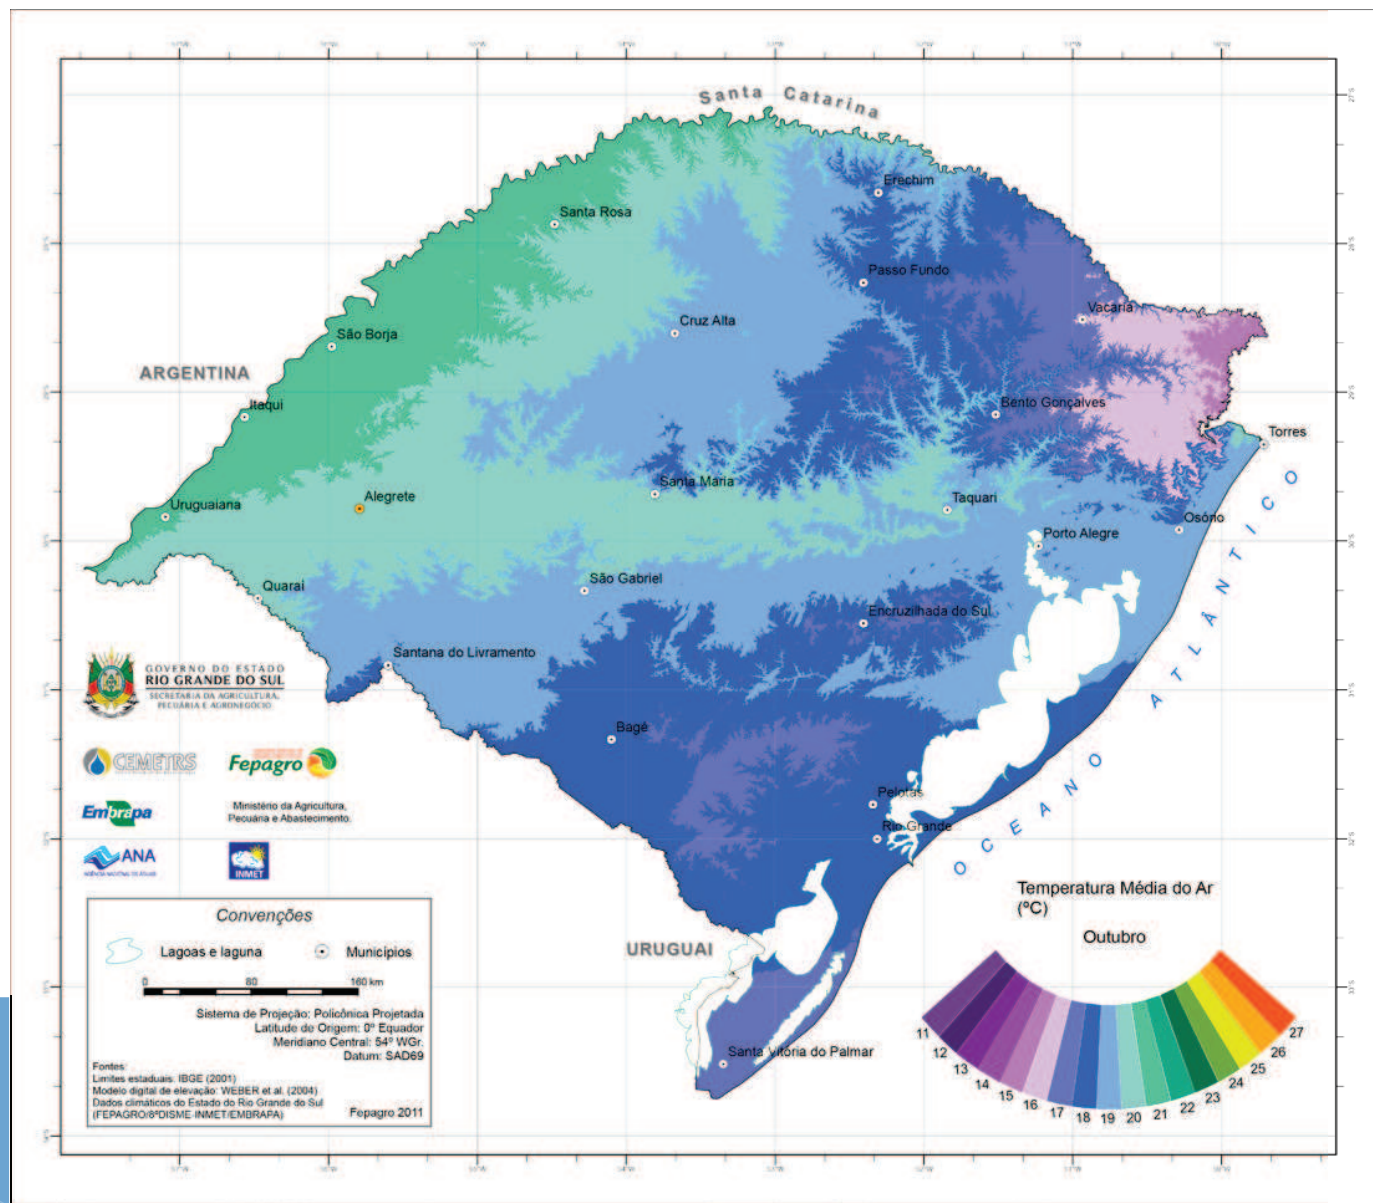 Santa Catarina
Erechim
Santa Rosa
Passo Fundo
Vacaria
Cruz Alta
São Borja
ARGENTINA
Itaqui
Bento Gonçalves
Torres
Santa Maria
Alegrete
Taquari
Uruguaiana
Osório
Porto Alegre
Quaraí
São Gabriel
Encruzilhada do Sul
Santana do Livramento
OCEANO ATLÂNTICO
Bagé
Pelotas
Rio Grande
URUGUAI
Santa Vitória do Palmar
GOVERNO DO ESTADO
RIO GRANDE DO SUL
SECRETARIA DA AGRICULTURA,
PECUÁRIA E AGRONEGÓCIO
CEMETRS
Fepagro
Embrapa
Ministério da Agricultura,
Pecuária e Abastecimento.
ANA
AGÊNCIA NACIONAL DE ÁGUAS
INMET
Convenções
Lagoas e laguna
Municípios
0 80 160 km
Sistema de Projeção: Policônica Projetada
Latitude de Origem: 0º Equador
Meridiano Central: 54º WGr.
Datum: SAD69
Fontes:
Limites estaduais: IBGE (2001)
Modelo digital de elevação: WEBER et al. (2004)
Dados climáticos do Estado do Rio Grande do Sul
(FEPAGRO/8ºDISME-INMET/EMBRAPA)
Fepagro 2011
Temperatura Média do Ar
(ºC)
Outubro
11 12 13 14 15 16 17 18 19 20 21 22 23 24 25 26 27